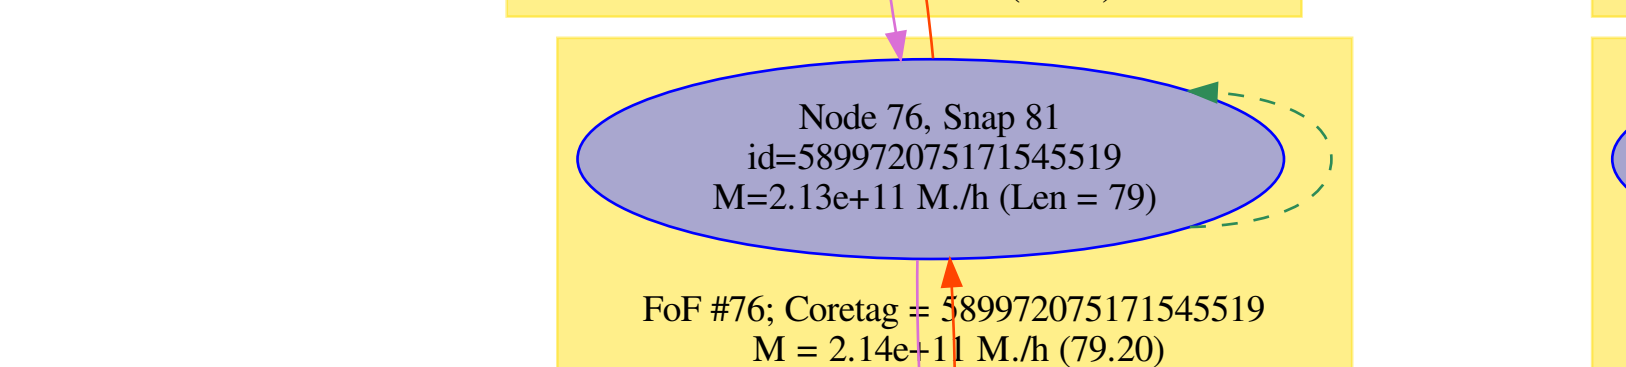 Node 76, Snap 81
id=589972075171545519
M=2.13e+11 M./h (Len = 79)
FoF #76; Coretag = 589972075171545519
M = 2.14e+11 M./h (79.20)